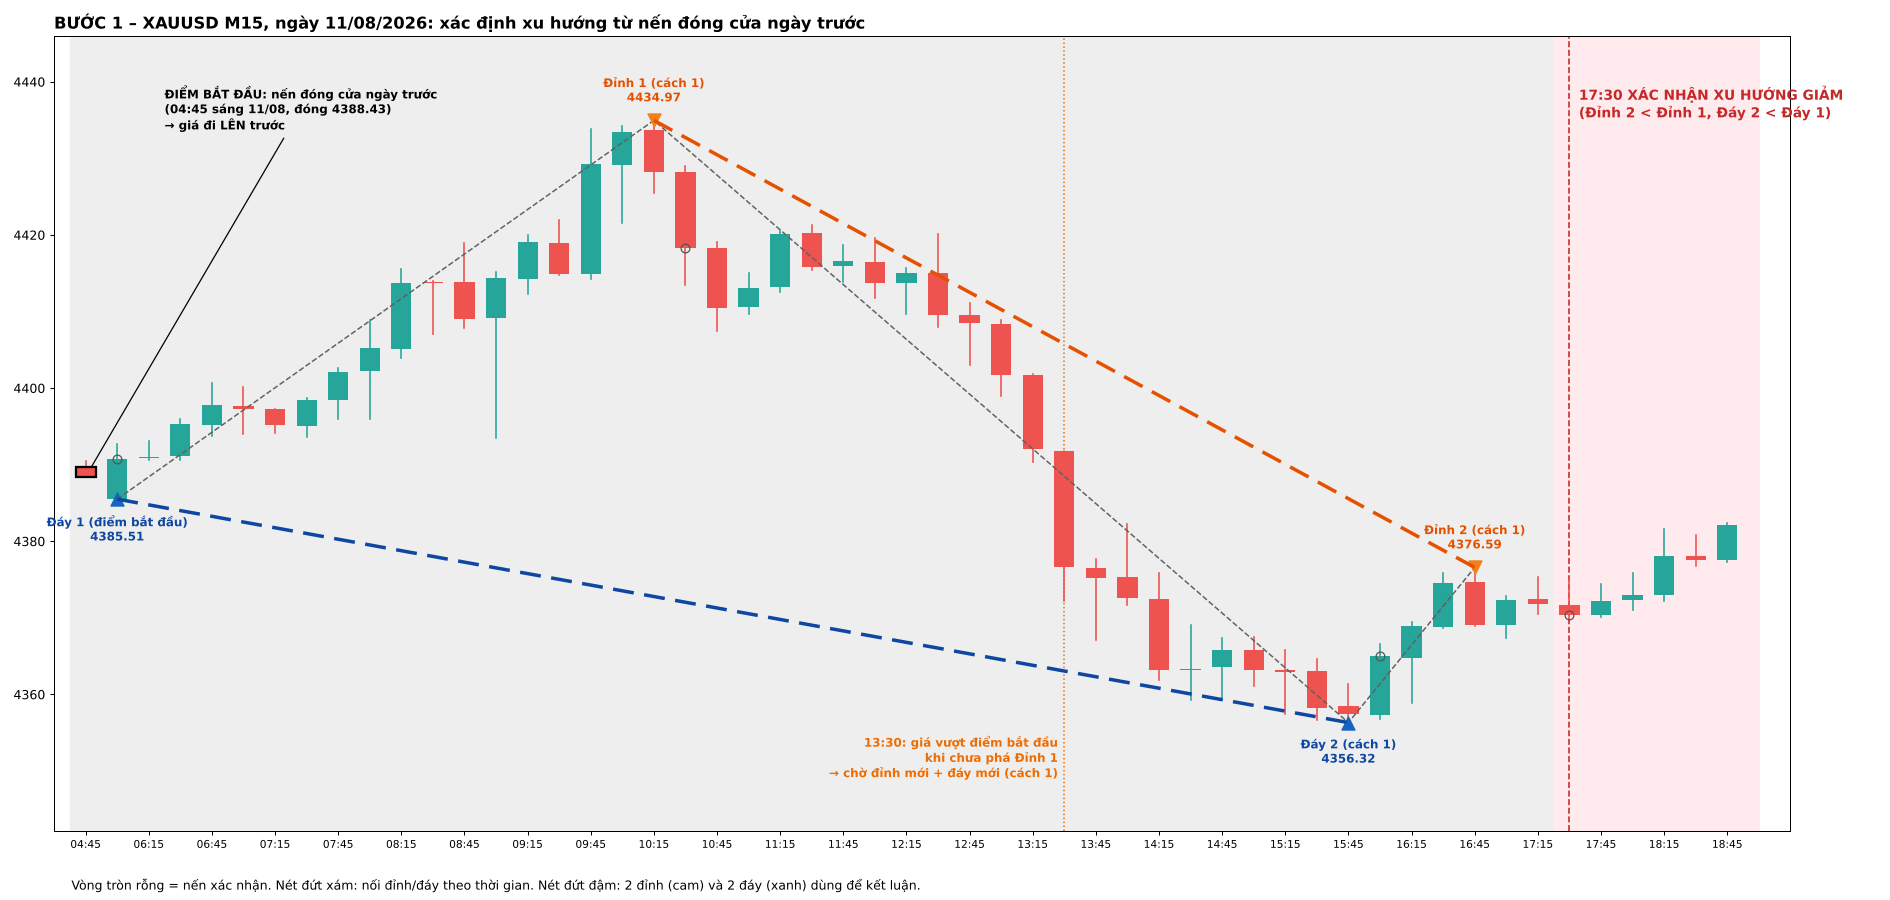 BƯỚC 1 – XAUUSD M15, ngày 11/08/2026: xác định xu hướng từ nến đóng cửa ngày trước
4440
4420
4400
4380
4360
ĐIỂM BẮT ĐẦU: nến đóng cửa ngày trước
(04:45 sáng 11/08, đóng 4388.43)
→ giá đi LÊN trước
Đỉnh 1 (cách 1)
4434.97
17:30 XÁC NHẬN XU HƯỚNG GIẢM
(Đỉnh 2 < Đỉnh 1, Đáy 2 < Đáy 1)
Đáy 1 (điểm bắt đầu)
4385.51
Đỉnh 2 (cách 1)
4376.59
13:30: giá vượt điểm bắt đầu
khi chưa phá Đỉnh 1
→ chờ đỉnh mới + đáy mới (cách 1)
Đáy 2 (cách 1)
4356.32
04:45 06:15 06:45 07:15 07:45 08:15 08:45 09:15 09:45 10:15 10:45 11:15 11:45 12:15 12:45 13:15 13:45 14:15 14:45 15:15 15:45 16:15 16:45 17:15 17:45 18:15 18:45
Vòng tròn rỗng = nến xác nhận. Nét đứt xám: nối đỉnh/đáy theo thời gian. Nét đứt đậm: 2 đỉnh (cam) và 2 đáy (xanh) dùng để kết luận.